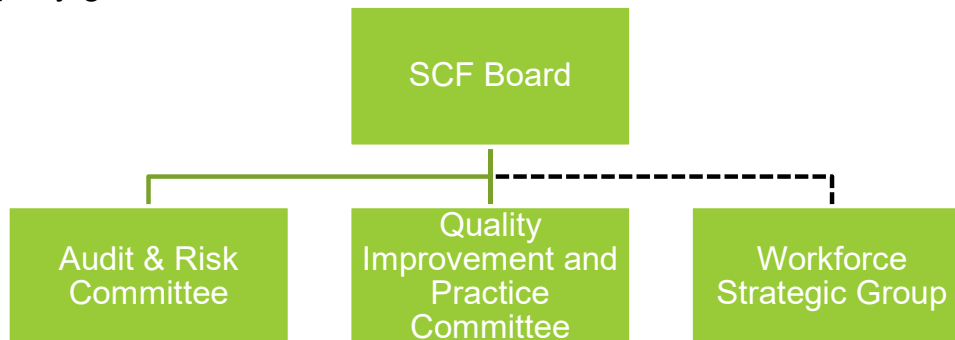 SCF Board
Audit & Risk
Committee
Quality
Improvement and
Practice
Committee
Workforce
Strategic Group